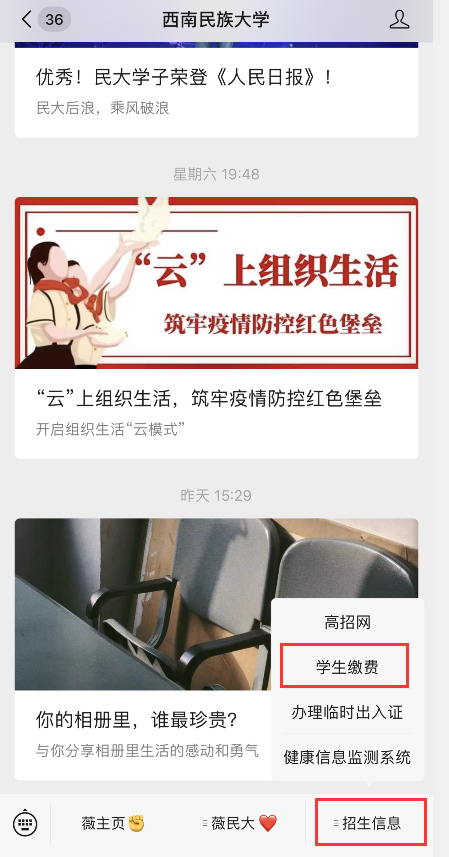 36
西南民族大学
优秀！民大学子荣登《人民日报》！
民大后浪，乘风破浪
星期六 19:48
“云”上组织生活
筑牢疫情防控红色堡垒
“云”上组织生活，筑牢疫情防控红色堡垒
开启组织生活“云模式”
昨天 15:29
你的相册里，谁最珍贵？
与你分享相册里生活的感动和勇气
高招网
学生缴费
办理临时出入证
健康信息监测系统
薇主页✊
薇民大❤️
招生信息